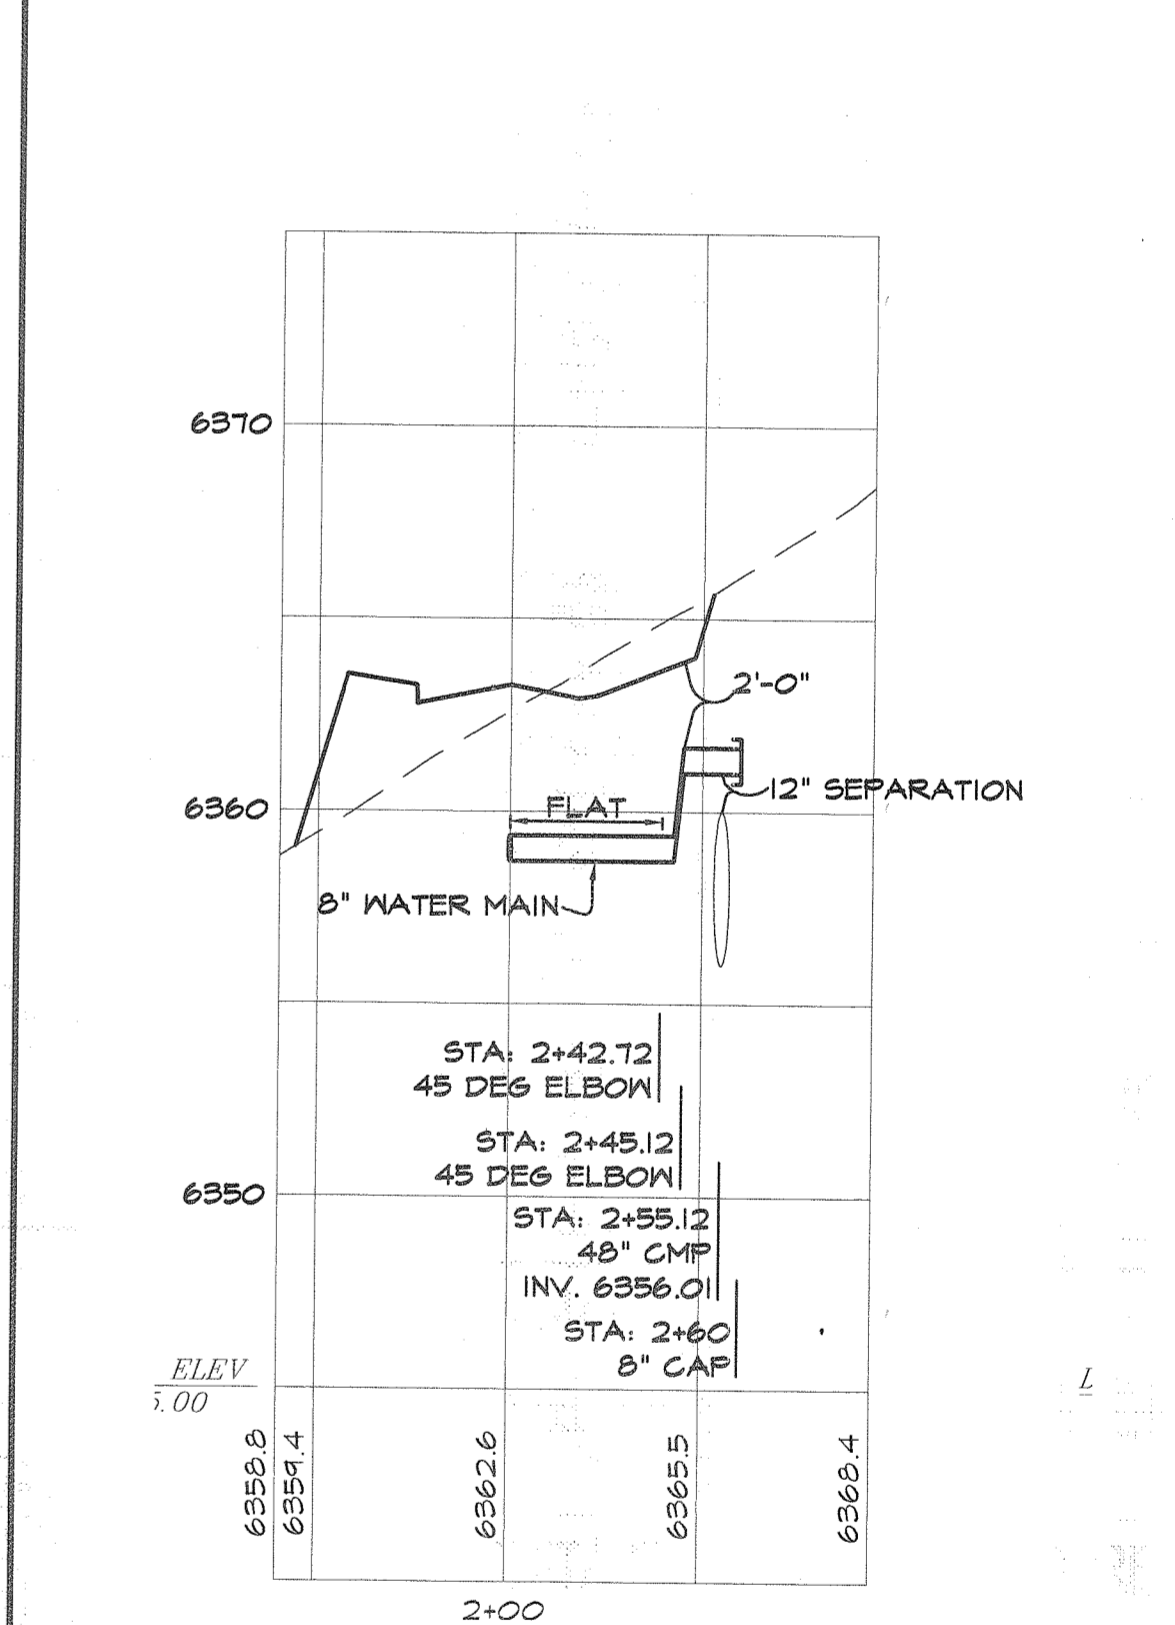 6370
2'-0"
12" SEPARATION
6360
FLAT
8" WATER MAIN
STA: 2+42.72
45 DEG ELBOW
STA: 2+45.12
45 DEG ELBOW
6350
STA: 2+55.12
48" CMP
INV. 6356.01
STA: 2+60
8" CAP
ELEV
5.00
L
6358.8
6359.4
6362.6
6365.5
6368.4
2+00